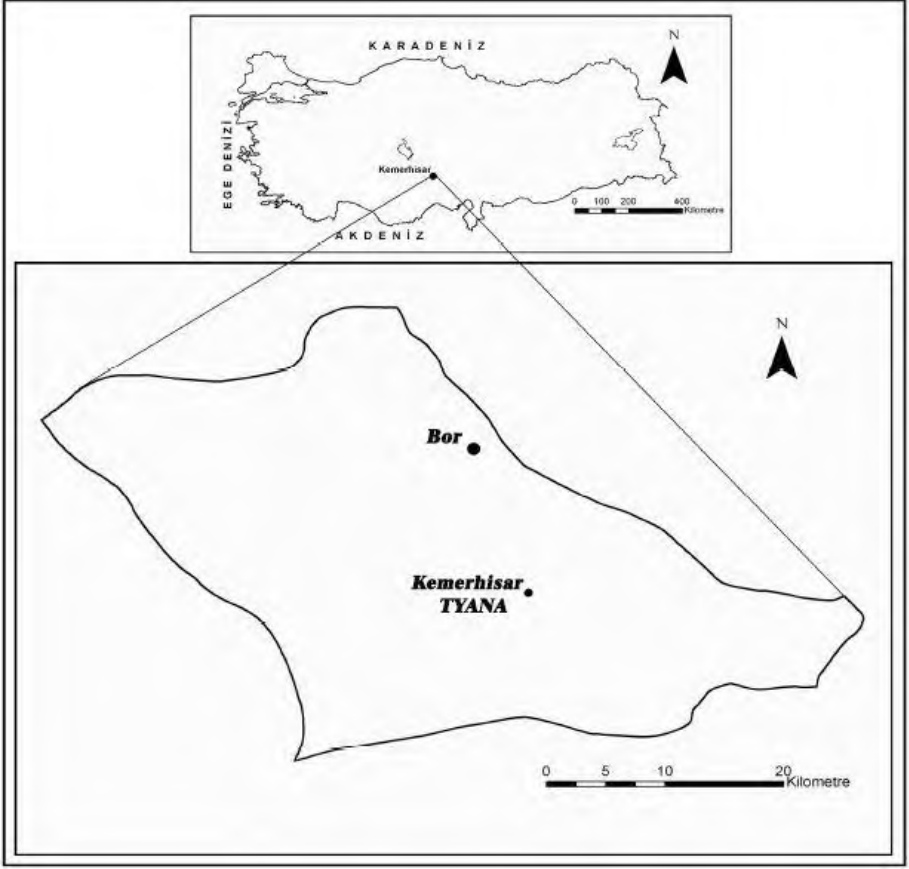 KARADENİZ
N
EGE DENİZİ
Kemerhisar
0 100 200 400
Kilometre
AKDENİZ
N
Bor
Kemerhisar
TYANA
0 5 10 20
Kilometre